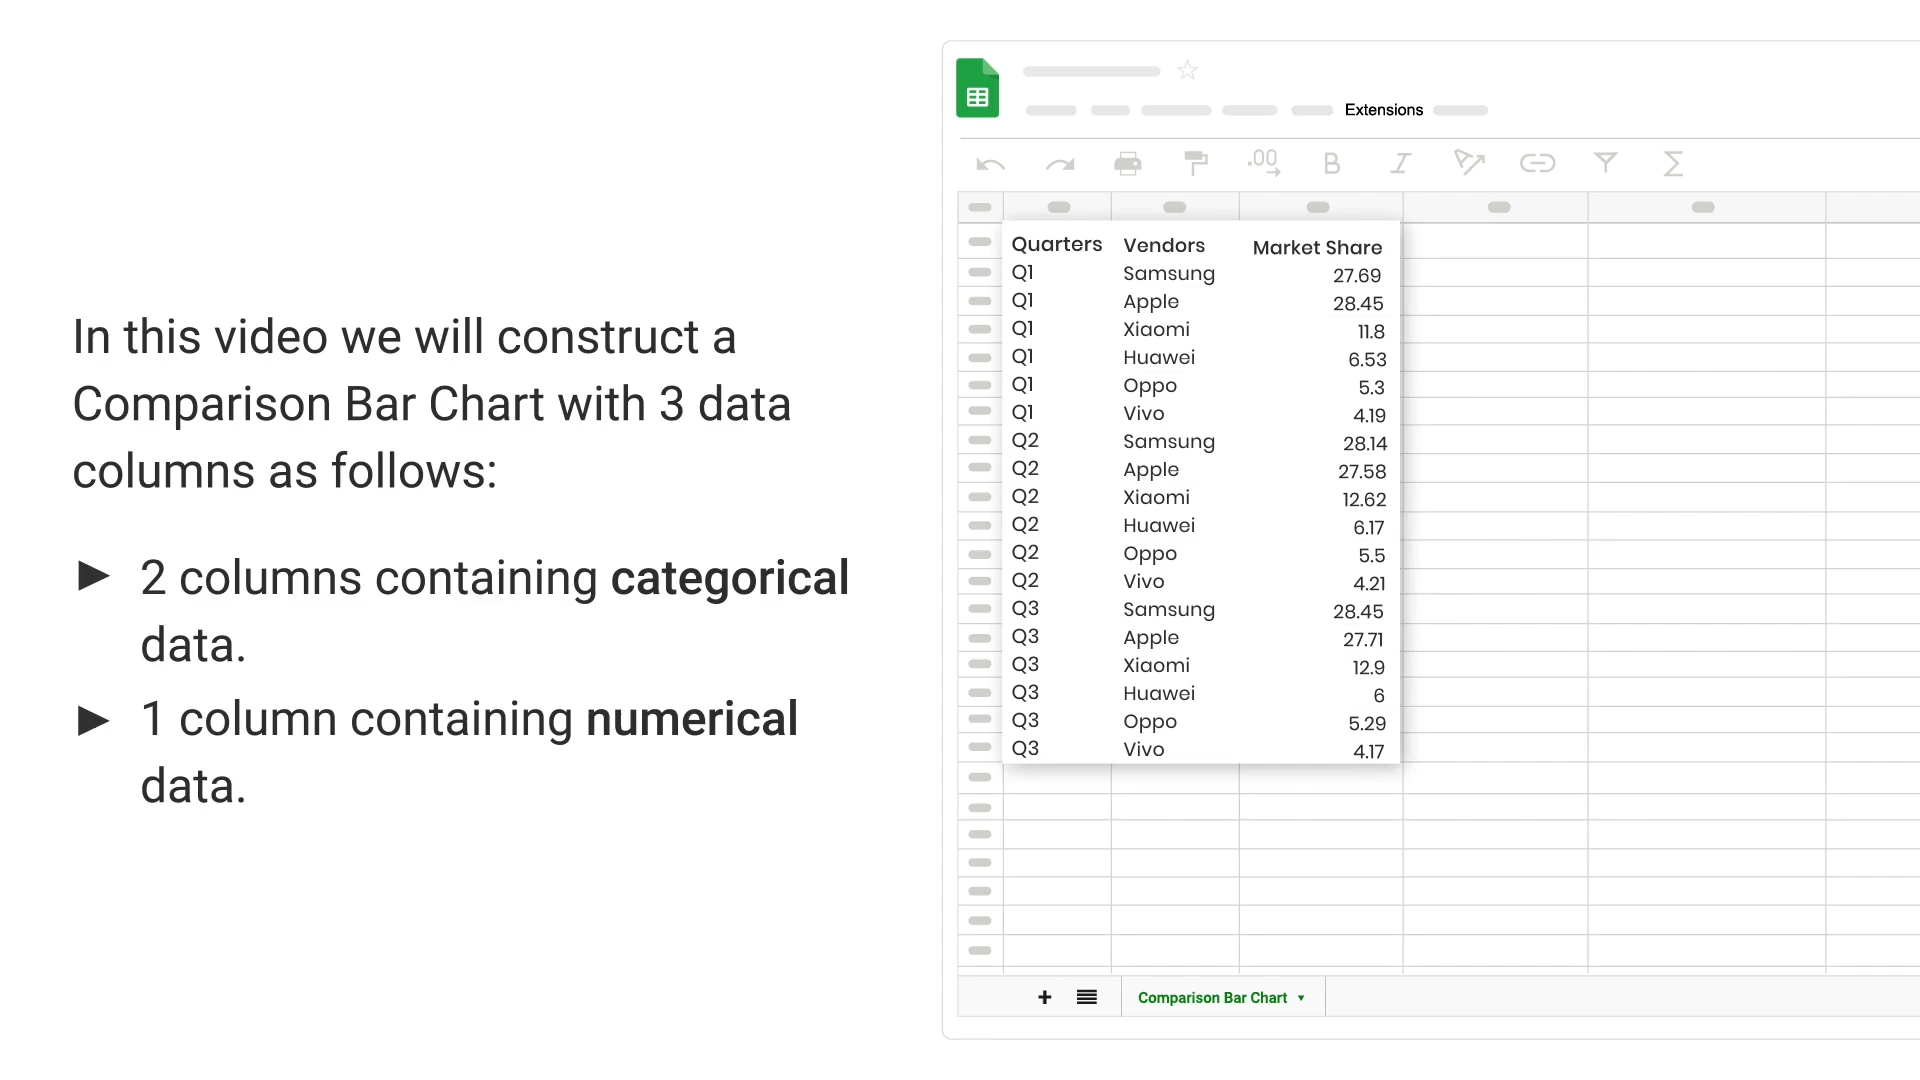 In this video we will construct a
Comparison Bar Chart with 3 data
columns as follows:
► 2 columns containing categorical
data.
► 1 column containing numerical
data.
Extensions
.00
B I
Quarters Vendors Market Share
Q1 Samsung 27.69
Q1 Apple 28.45
Q1 Xiaomi 11.8
Q1 Huawei 6.53
Q1 Oppo 5.3
Q1 Vivo 4.19
Q2 Samsung 28.14
Q2 Apple 27.58
Q2 Xiaomi 12.62
Q2 Huawei 6.17
Q2 Oppo 5.5
Q2 Vivo 4.21
Q3 Samsung 28.45
Q3 Apple 27.71
Q3 Xiaomi 12.9
Q3 Huawei 6
Q3 Oppo 5.29
Q3 Vivo 4.17
Comparison Bar Chart